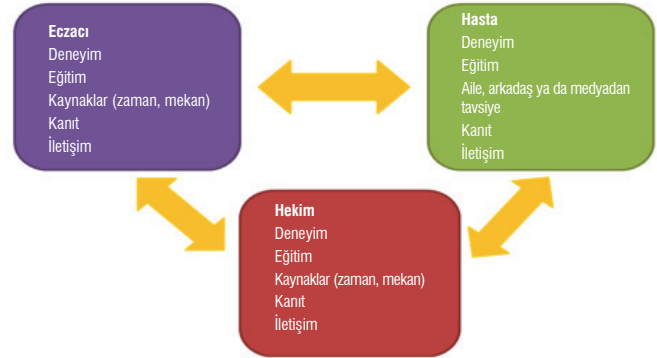 Eczacı
Deneyim
Eğitim
Kaynaklar (zaman, mekan)
Kanıt
İletişim
Hasta
Deneyim
Eğitim
Aile, arkadaş ya da medyadan
tavsiye
Kanıt
İletişim
Hekim
Deneyim
Eğitim
Kaynaklar (zaman, mekan)
Kanıt
İletişim